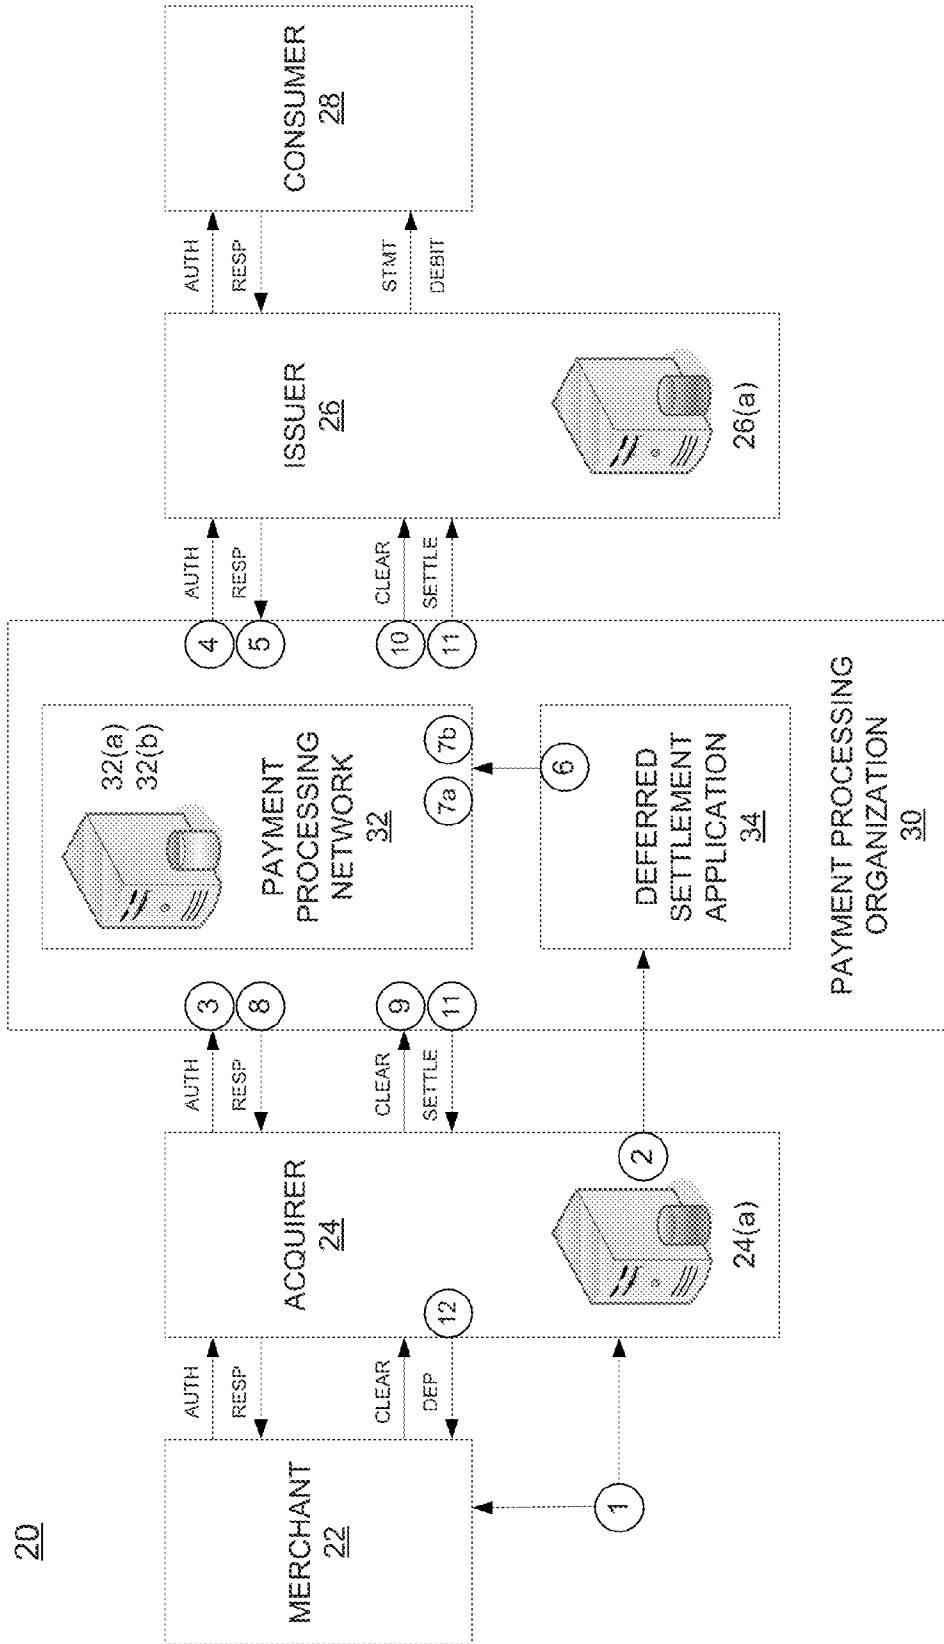 20
MERCHANT
22
AUTH
RESP
CLEAR
DEP
12
1
ACQUIRER
24
24(a)
2
AUTH
RESP
CLEAR
SETTLE
3
8
9
11
32(a)
32(b)
PAYMENT
PROCESSING
NETWORK
32
7a
7b
6
DEFERRED
SETTLEMENT
APPLICATION
34
PAYMENT PROCESSING
ORGANIZATION
30
4
5
10
11
AUTH
RESP
CLEAR
SETTLE
ISSUER
26
26(a)
AUTH
RESP
STMT
DEBIT
CONSUMER
28